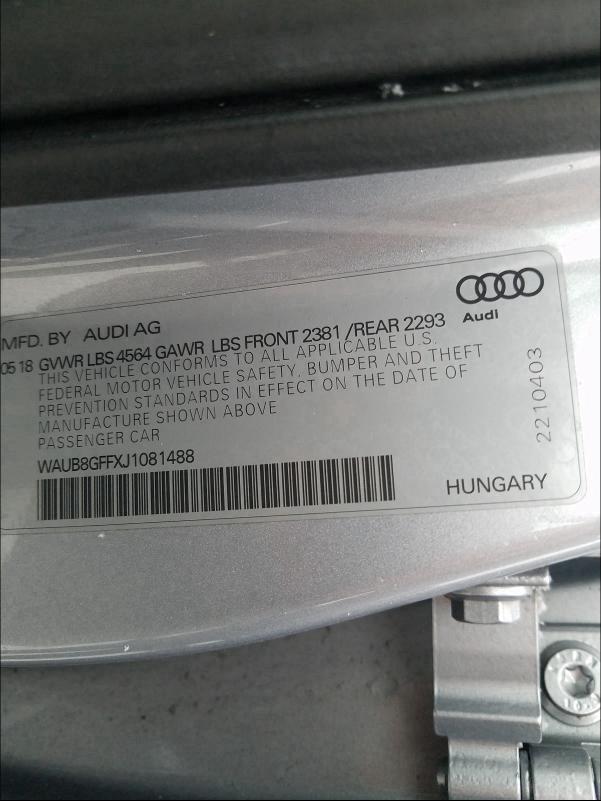 MFD. BY AUDI AG
05 18 GVWR LBS 4564 GAWR LBS FRONT 2381 /REAR 2293
THIS VEHICLE CONFORMS TO ALL APPLICABLE U.S.
FEDERAL MOTOR VEHICLE SAFETY, BUMPER AND THEFT
PREVENTION STANDARDS IN EFFECT ON THE DATE OF
MANUFACTURE SHOWN ABOVE
PASSENGER CAR
WAUB8GFFXJ1081488
Audi
2210403
HUNGARY